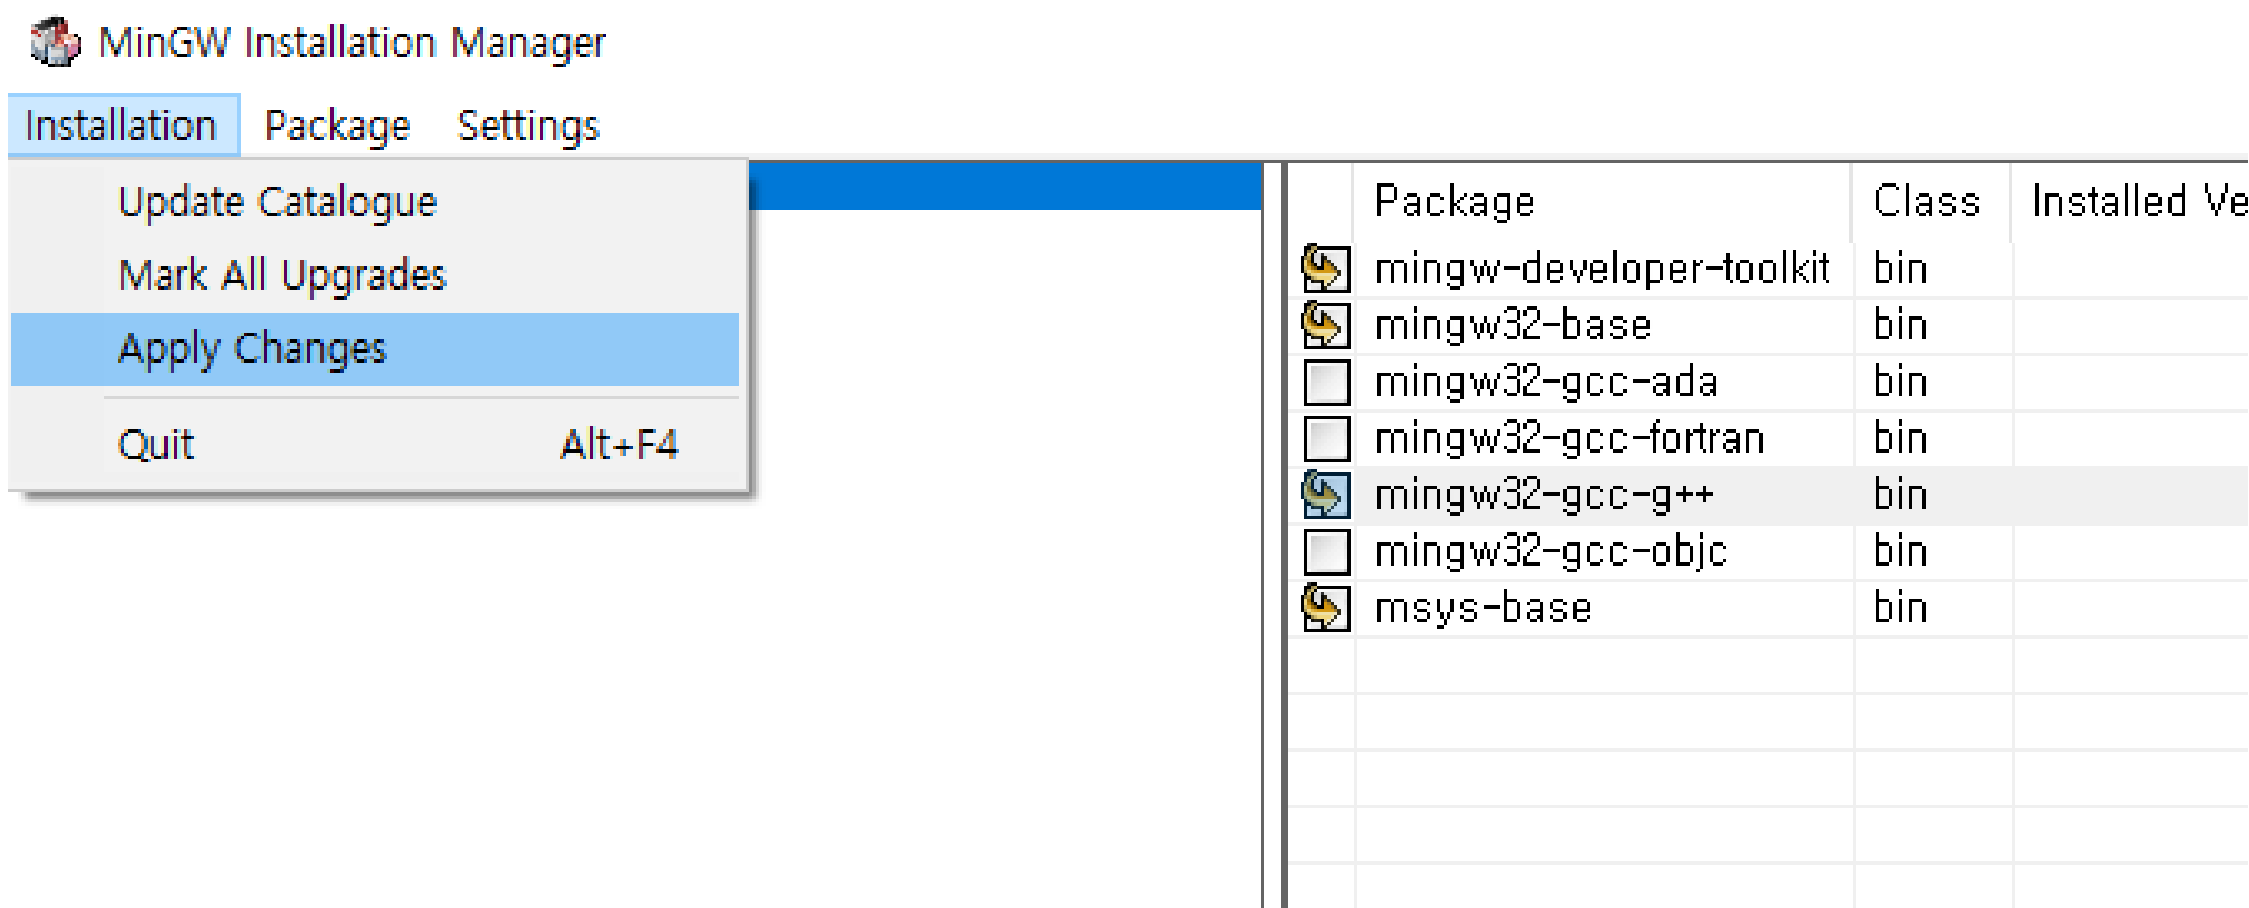 MinGW Installation Manager
Installation Package Settings
Update Catalogue
Mark All Upgrades
Apply Changes
Quit Alt+F4
Package Class Installed Ve
mingw-developer-toolkit bin
mingw32-base bin
mingw32-gcc-ada bin
mingw32-gcc-fortran bin
mingw32-gcc-g++ bin
mingw32-gcc-objc bin
msys-base bin